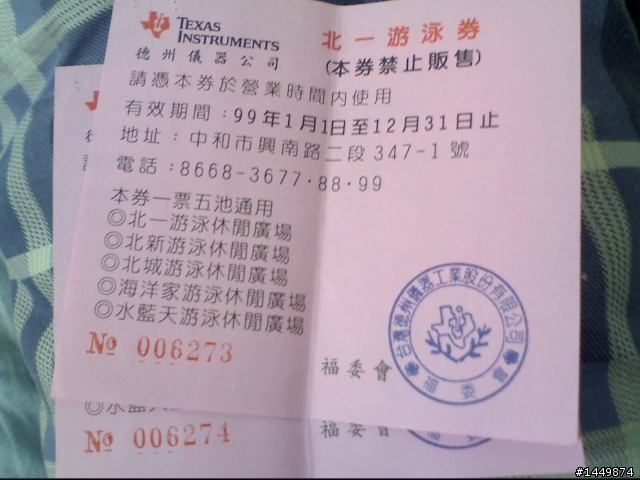 TEXAS INSTRUMENTS
德州儀器公司
北一游泳券
(本券禁止販售)
請憑本券於營業時間內使用
有效期間：99年1月1日至12月31日止
地址：中和市興南路二段347-1號
電話：8668-3677·88·99
本券一票五池通用
◎北一游泳休閒廣場
◎北新游泳休閒廣場
◎北城游泳休閒廣場
◎海洋家游泳休閒廣場
◎水藍天游泳休閒廣場
№ 006273
福委會
台灣德州儀器工業股份有限公司
福委會
№ 006274
福委會
#1449874